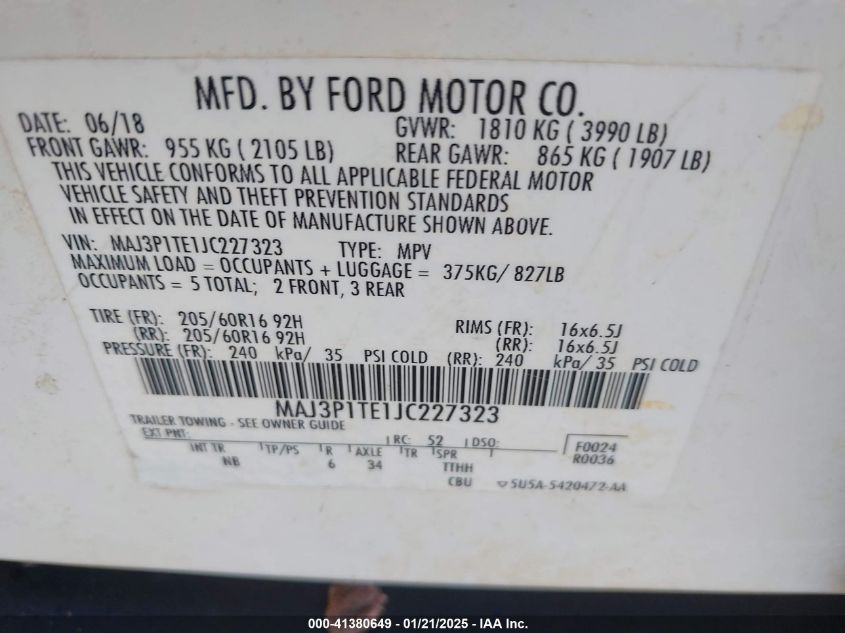 MFD. BY FORD MOTOR CO.
DATE: 06/18 GVWR: 1810 KG ( 3990 LB)
FRONT GAWR: 955 KG ( 2105 LB) REAR GAWR: 865 KG ( 1907 LB)
THIS VEHICLE CONFORMS TO ALL APPLICABLE FEDERAL MOTOR
VEHICLE SAFETY AND THEFT PREVENTION STANDARDS
IN EFFECT ON THE DATE OF MANUFACTURE SHOWN ABOVE.
VIN: MAJ3P1TE1JC227323 TYPE: MPV
MAXIMUM LOAD = OCCUPANTS + LUGGAGE = 375KG/ 827LB
OCCUPANTS = 5 TOTAL; 2 FRONT, 3 REAR
TIRE (FR): 205/60R16 92H RIMS (FR): 16x6.5J
(RR): 205/60R16 92H (RR): 16x6.5J
PRESSURE (FR): 240 kPa/ 35 PSI COLD (RR): 240 kPa/ 35 PSI COLD
MAJ3P1TE1JC227323
TRAILER TOWING - SEE OWNER GUIDE
EXT PNT: RC: 52 DSO: F0024
INT TR TP/PS R AXLE TR SPR R0036
NB 6 34 TTHH
CBU SU5A-5420472-AA
000-41380649 - 01/21/2025 - IAA Inc.